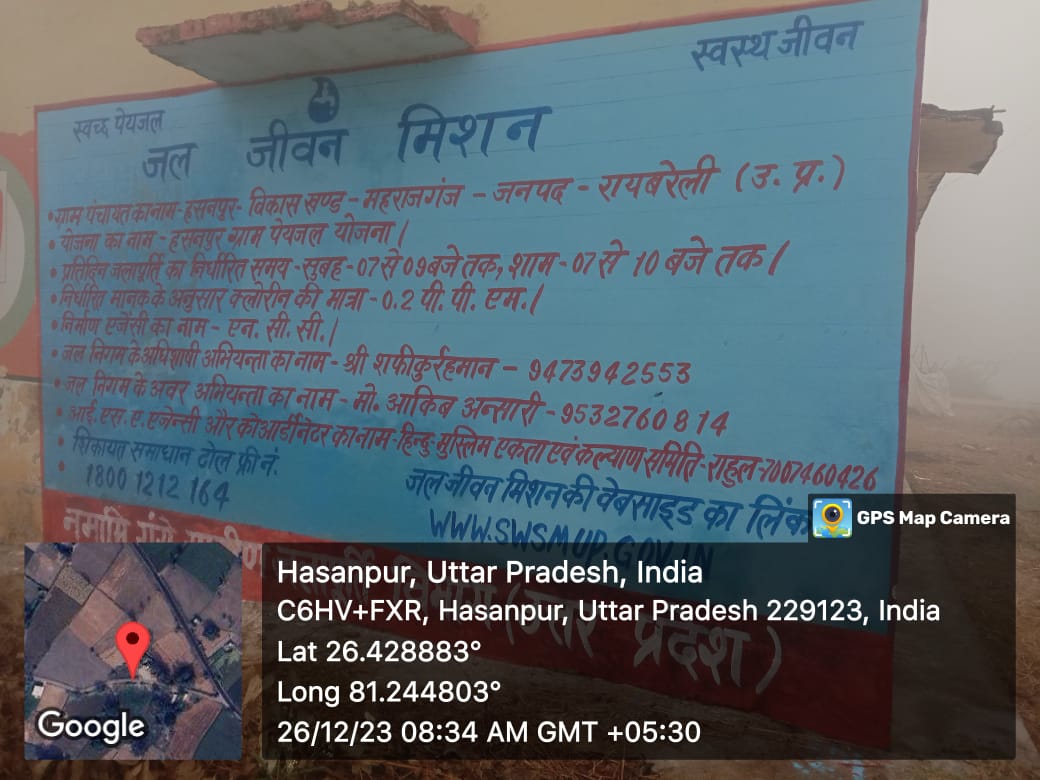 स्वस्थ जीवन
स्वच्छ पेयजल
जल जीवन मिशन
•ग्राम पंचायत का नाम-हसनपुर- विकास खण्ड - महराजगंज - जनपद - रायबरेली (उ. प्र.)
• योजना का नाम - हसनपुर ग्राम पेयजल योजना।
• प्रतिदिन जलापूर्ति का निर्धारित समय -सुबह-07 से 09 बजे तक, शाम-07 से 10 बजे तक।
•निर्धारित मानक के अनुसार क्लोरीन की मात्रा - 0.2 पी. पी. एम.।
• निर्माण एजेंसी का नाम - एन. सी. सी.।
• जल निगम के अधिशाषी अभियन्ता का नाम - श्री शफीकुर्रहमान - 9473942553
• जल निगम के अवर अभियन्ता का नाम - मो. आकिब अन्सारी - 9532760814
• आई. एस. ए. एजेन्सी और कोआर्डीनेटर का नाम-हिन्दु मुस्लिम एकता एवं कल्याण समिति-राहुल-7007460426
• शिकायत समाधान टोल फ्री नं.
• 1800 1212 164
जल जीवन मिशन की वेबसाइड का लिंक
WWW.SWSMUP.GOV.IN
नमामि गंगे (उत्तर प्रदेश)
GPS Map Camera
Hasanpur, Uttar Pradesh, India
C6HV+FXR, Hasanpur, Uttar Pradesh 229123, India
Lat 26.428883°
Long 81.244803°
26/12/23 08:34 AM GMT +05:30
Google